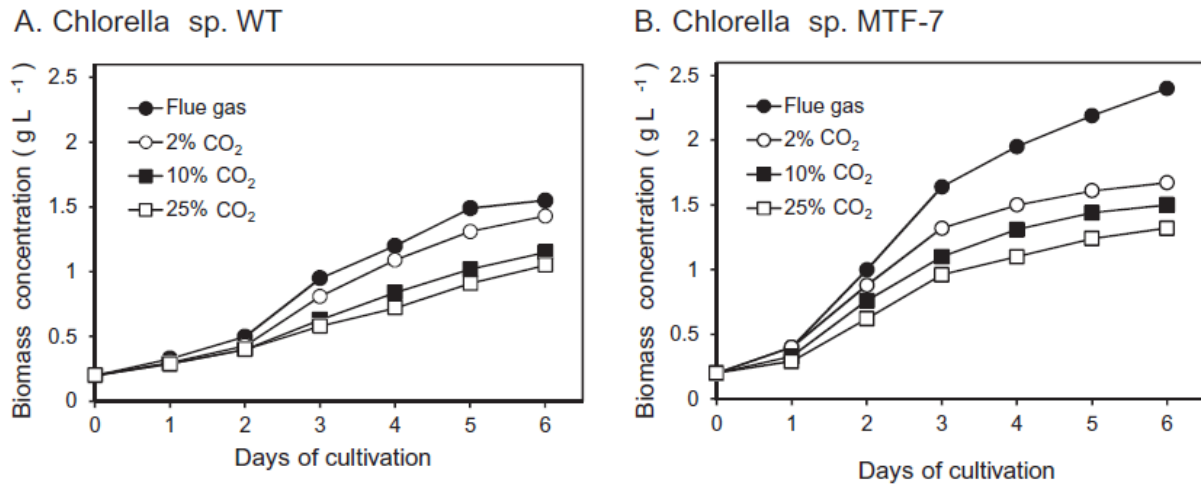 A. Chlorella sp. WT
Biomass concentration ( g L ⁻¹)
2.5
2
1.5
1
0.5
0
Flue gas
2% CO₂
10% CO₂
25% CO₂
0 1 2 3 4 5 6
Days of cultivation
B. Chlorella sp. MTF-7
Biomass concentration ( g L ⁻¹)
2.5
2
1.5
1
0.5
0
Flue gas
2% CO₂
10% CO₂
25% CO₂
0 1 2 3 4 5 6
Days of cultivation